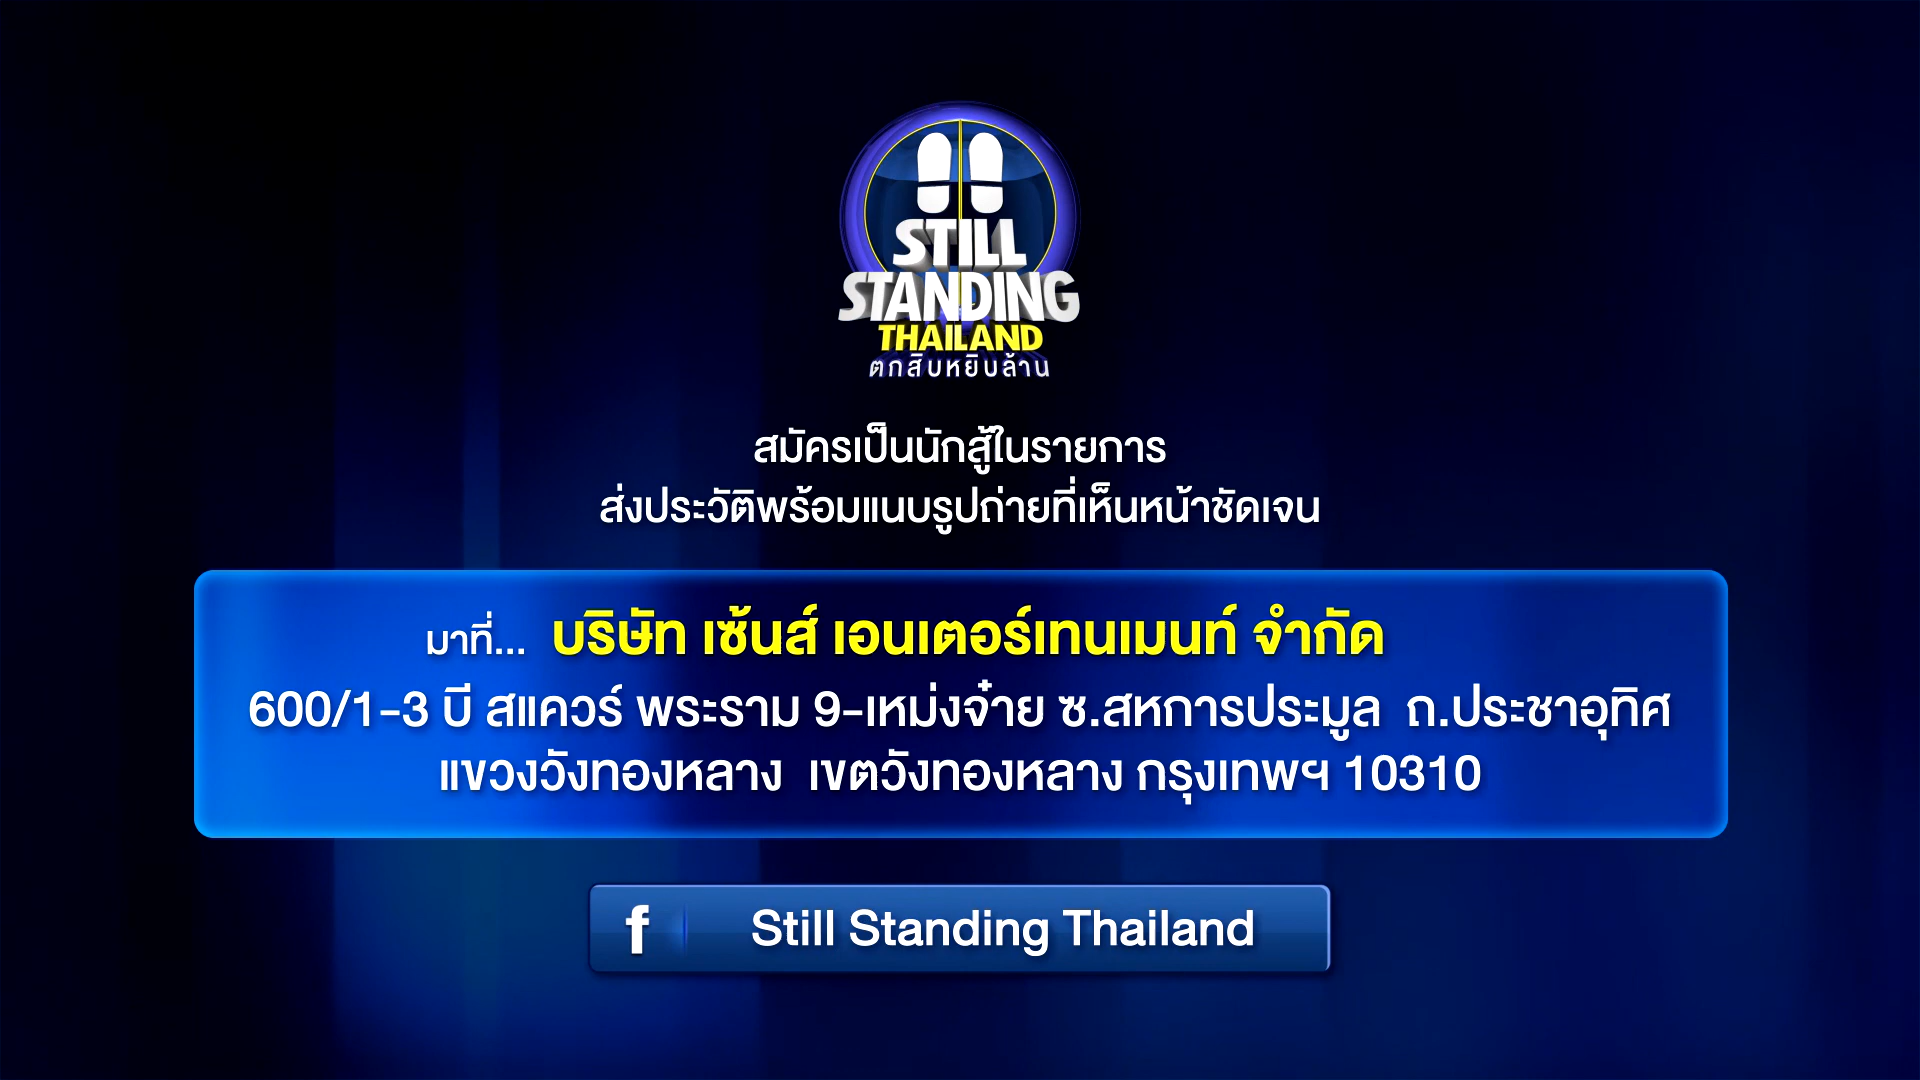 STILL
STANDING
THAILAND
ตกสิบหยิบล้าน
สมัครเป็นนักสู้ในรายการ
ส่งประวัติพร้อมแนบรูปถ่ายที่เห็นหน้าชัดเจน
มาที่... บริษัท เซ้นส์ เอนเตอร์เทนเมนท์ จำกัด
600/1-3 บี สแควร์ พระราม 9-เหม่งจ๋าย ซ.สหการประมูล ถ.ประชาอุทิศ
แขวงวังทองหลาง เขตวังทองหลาง กรุงเทพฯ 10310
f Still Standing Thailand